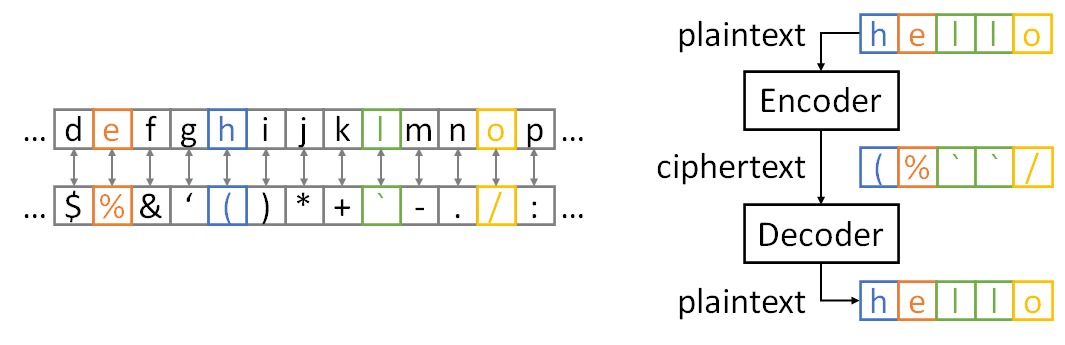 ... d e f g h i j k l m n o p ...
... $ % & ‘ ( ) * + ` - . / : ...
plaintext h e l l o
Encoder
ciphertext ( % ` ` /
Decoder
plaintext h e l l o